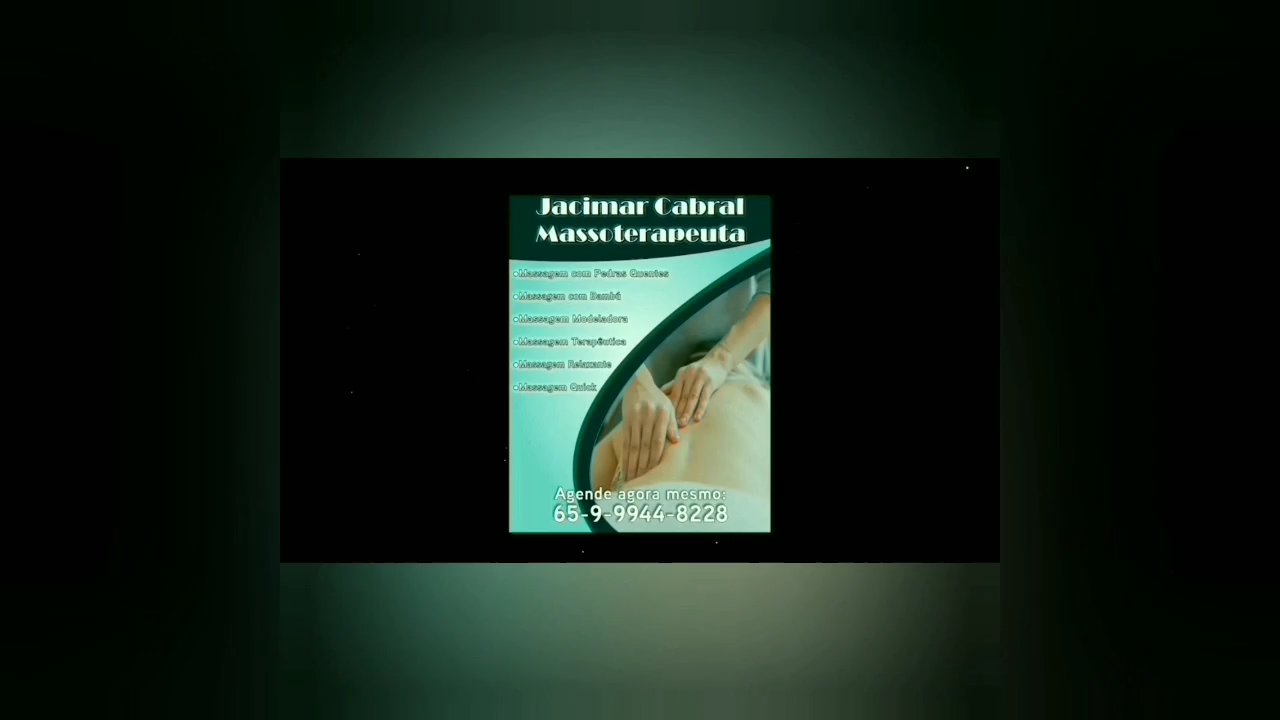 Jacimar Cabral
Massoterapeuta
•Massagem com Pedras Quentes
•Massagem com Bambú
•Massagem Modeladora
•Massagem Terapêutica
•Massagem Relaxante
•Massagem Quick
Agende agora mesmo:
65-9-9944-8228